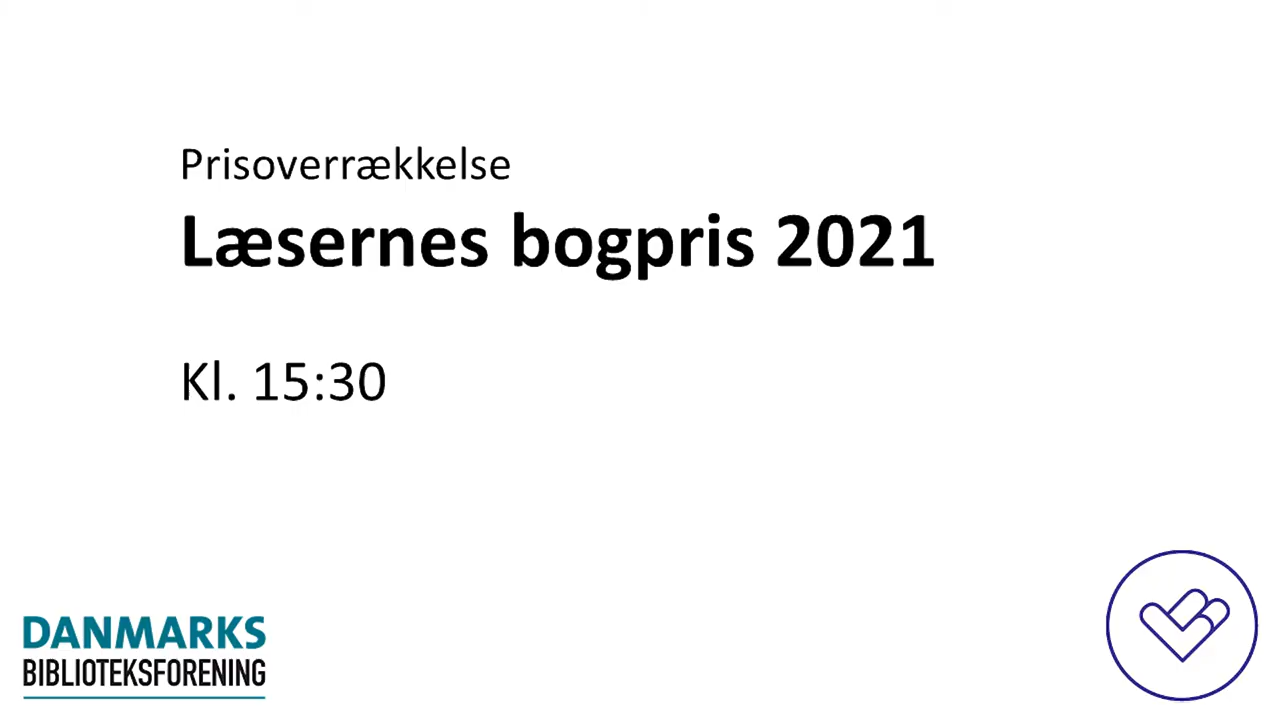 Prisoverrækkelse
Læsernes bogpris 2021
Kl. 15:30
DANMARKS
BIBLIOTEKSFORENING